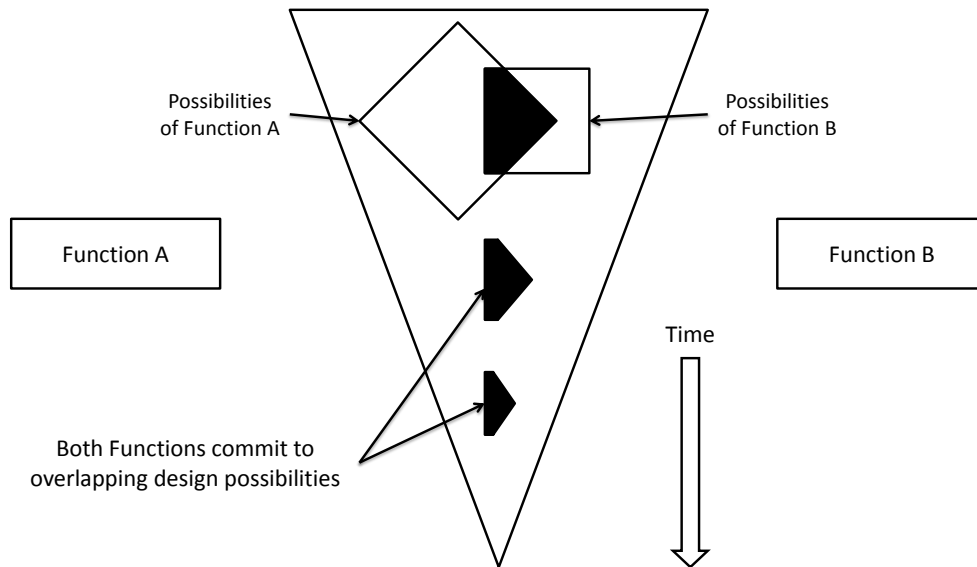 Possibilities
of Function A
Possibilities
of Function B
Function A
Function B
Time
Both Functions commit to
overlapping design possibilities